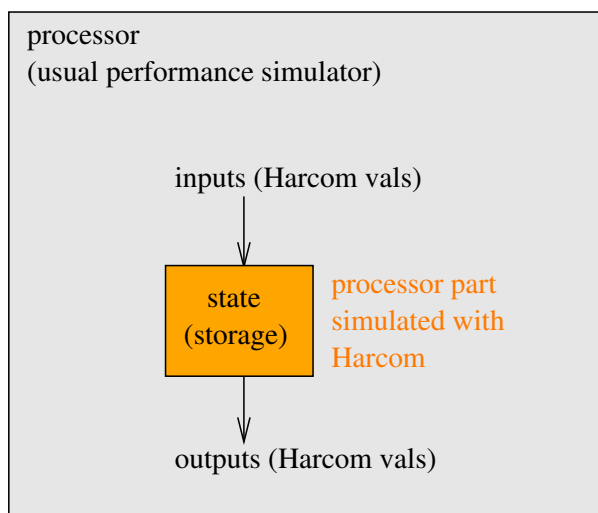 processor
(usual performance simulator)
inputs (Harcom vals)
state
(storage)
processor part
simulated with
Harcom
outputs (Harcom vals)